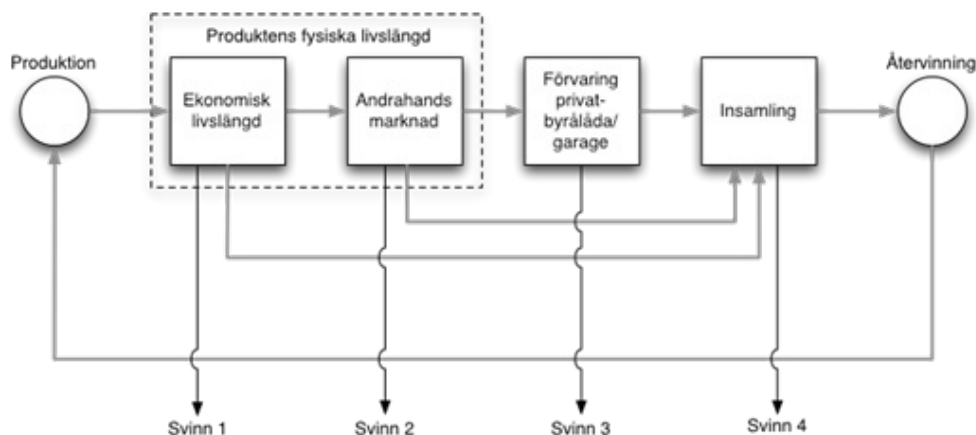 Produktens fysiska livslängd
Produktion
Återvinning
Ekonomisk
livslängd
Andrahands
marknad
Förvaring
privat-
byrålåda/
garage
Insamling
Svinn 1
Svinn 2
Svinn 3
Svinn 4